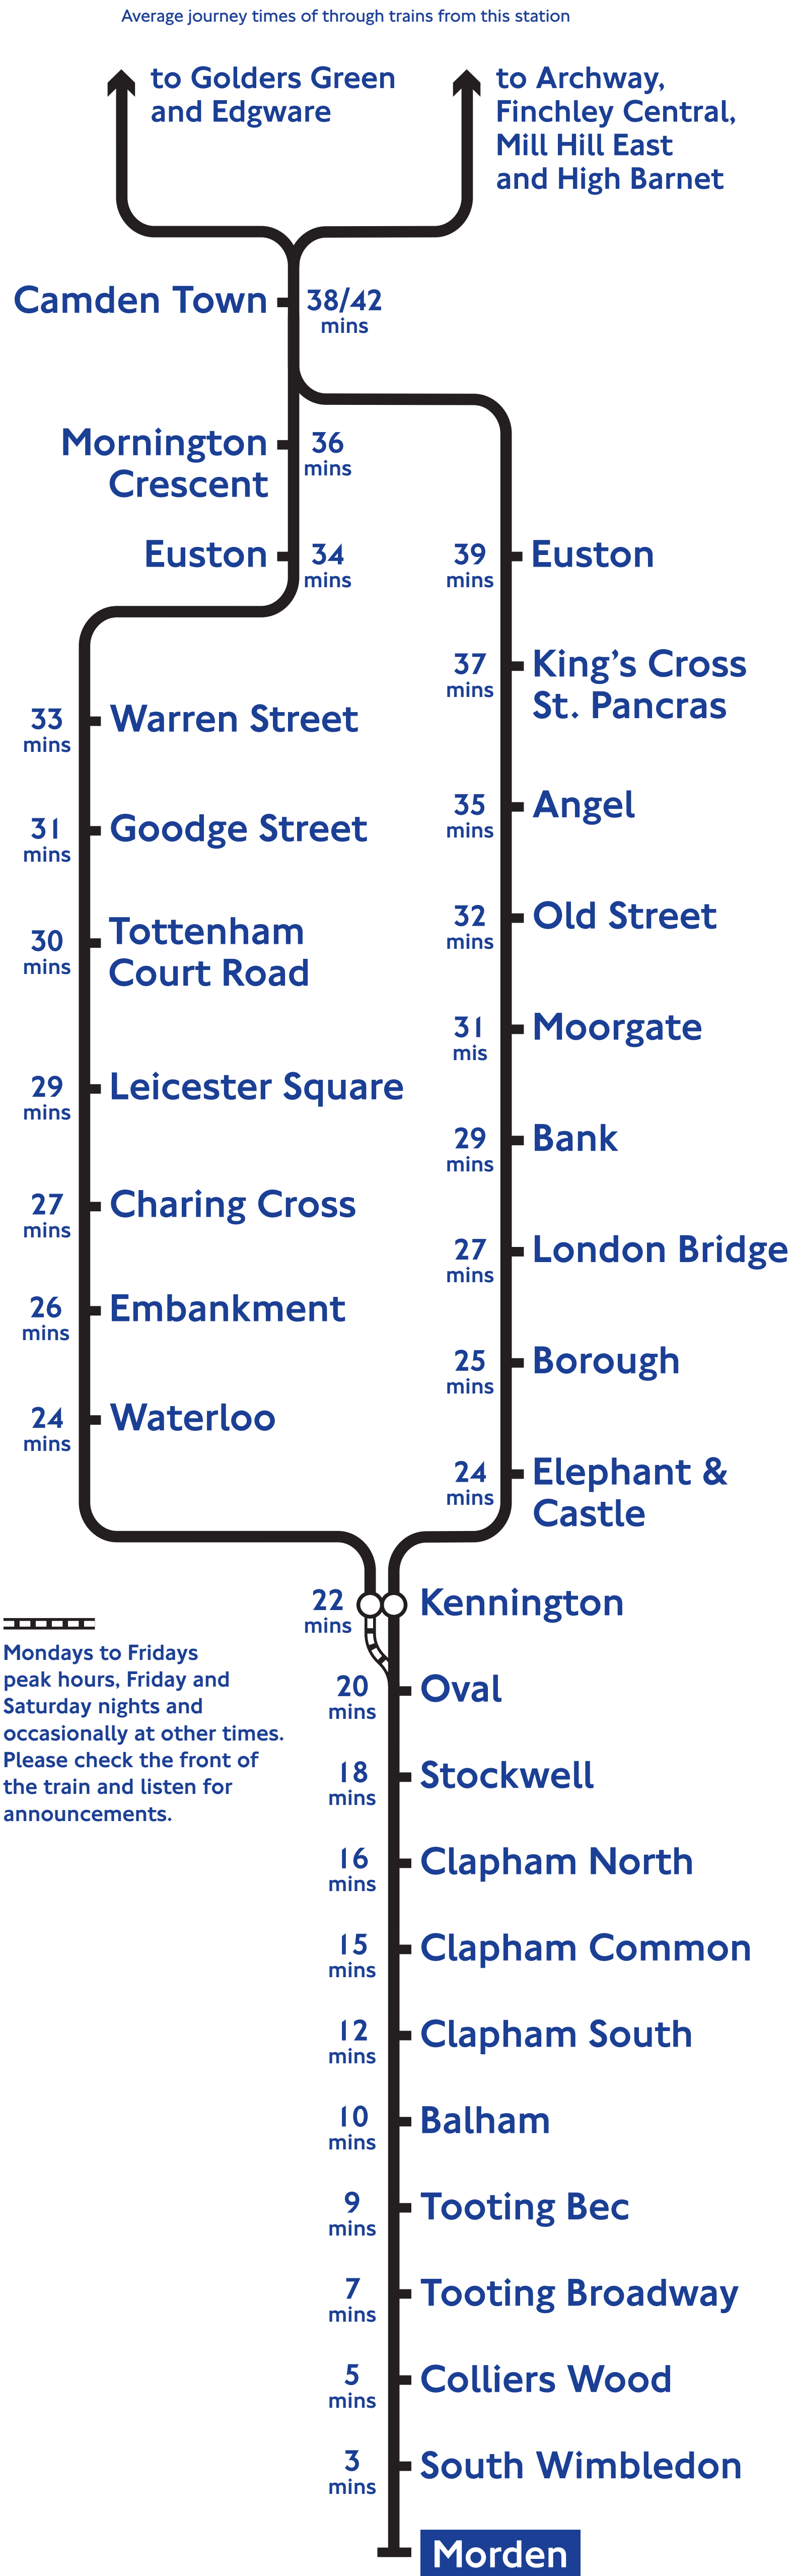 Average journey times of through trains from this station
to Golders Green
and Edgware
to Archway,
Finchley Central,
Mill Hill East
and High Barnet
Camden Town
38/42
mins
Mornington
Crescent
36
mins
Euston
34
mins
39
mins
Euston
37
mins
King’s Cross
St. Pancras
33
mins
Warren Street
35
mins
Angel
31
mins
Goodge Street
32
mins
Old Street
30
mins
Tottenham
Court Road
31
mis
Moorgate
29
mins
Leicester Square
29
mins
Bank
27
mins
Charing Cross
27
mins
London Bridge
26
mins
Embankment
25
mins
Borough
24
mins
Waterloo
24
mins
Elephant &
Castle
22
mins
Kennington
Mondays to Fridays
peak hours, Friday and
Saturday nights and
occasionally at other times.
Please check the front of
the train and listen for
announcements.
20
mins
Oval
18
mins
Stockwell
16
mins
Clapham North
15
mins
Clapham Common
12
mins
Clapham South
10
mins
Balham
9
mins
Tooting Bec
7
mins
Tooting Broadway
5
mins
Colliers Wood
3
mins
South Wimbledon
Morden